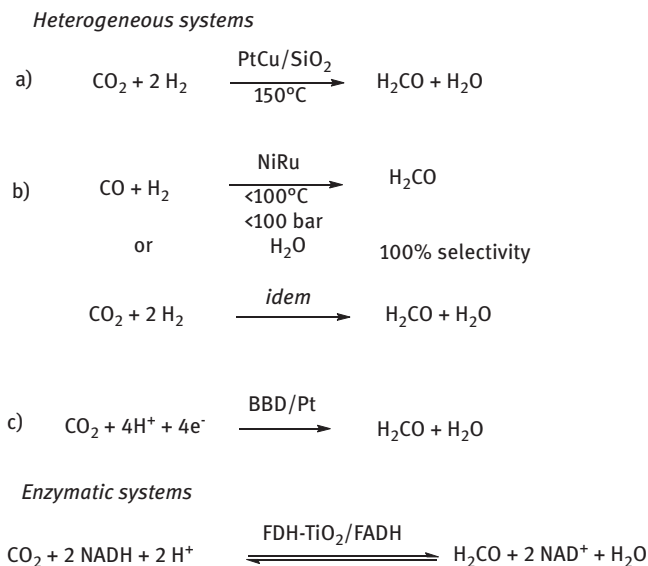 Heterogeneous systems
a) CO₂ + 2 H₂ PtCu/SiO₂ 150°C H₂CO + H₂O
b) CO + H₂ NiRu <100°C H₂CO
<100 bar
or H₂O 100% selectivity
CO₂ + 2 H₂ idem H₂CO + H₂O
c) CO₂ + 4H⁺ + 4e⁻ BBD/Pt H₂CO + H₂O
Enzymatic systems
CO₂ + 2 NADH + 2 H⁺ FDH-TiO₂/FADH H₂CO + 2 NAD⁺ + H₂O